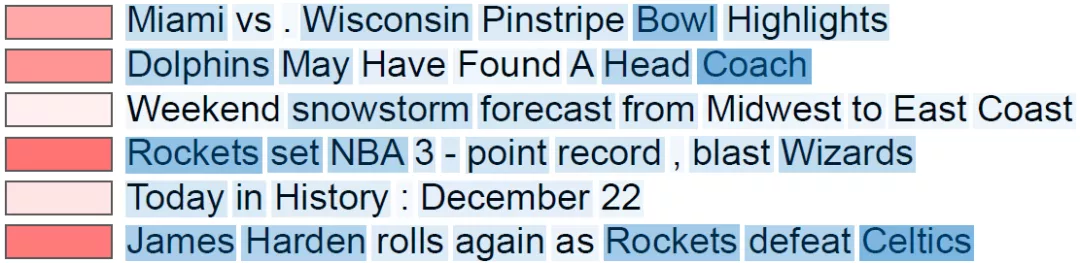 Miami vs . Wisconsin Pinstripe Bowl Highlights
Dolphins May Have Found A Head Coach
Weekend snowstorm forecast from Midwest to East Coast
Rockets set NBA 3 - point record , blast Wizards
Today in History : December 22
James Harden rolls again as Rockets defeat Celtics